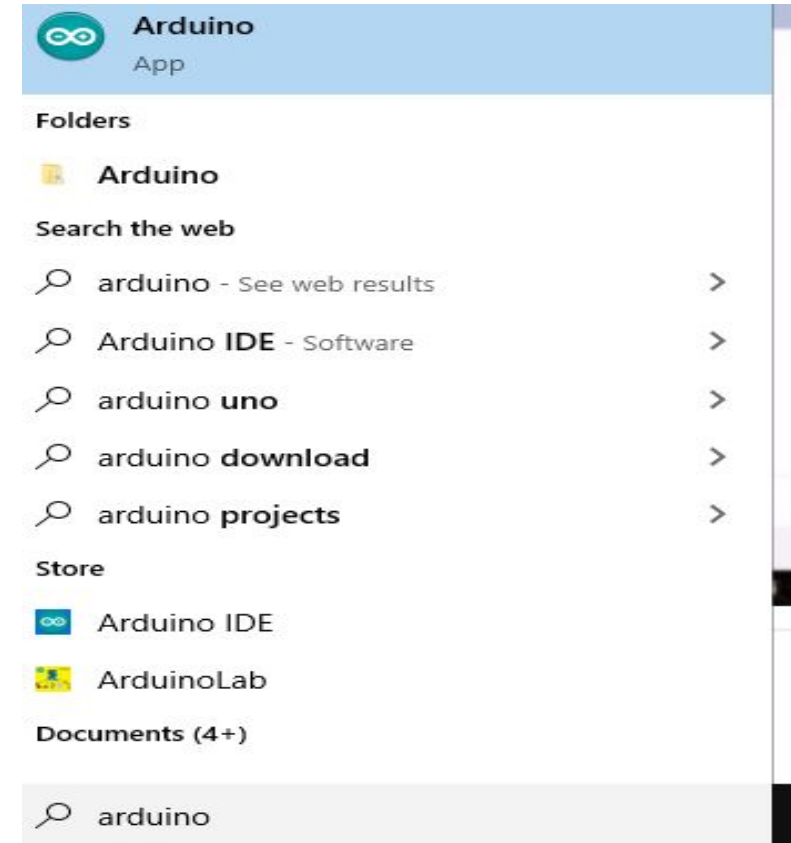 Arduino
App
Folders
Arduino
Search the web
arduino - See web results
Arduino IDE - Software
arduino uno
arduino download
arduino projects
Store
Arduino IDE
ArduinoLab
Documents (4+)
arduino